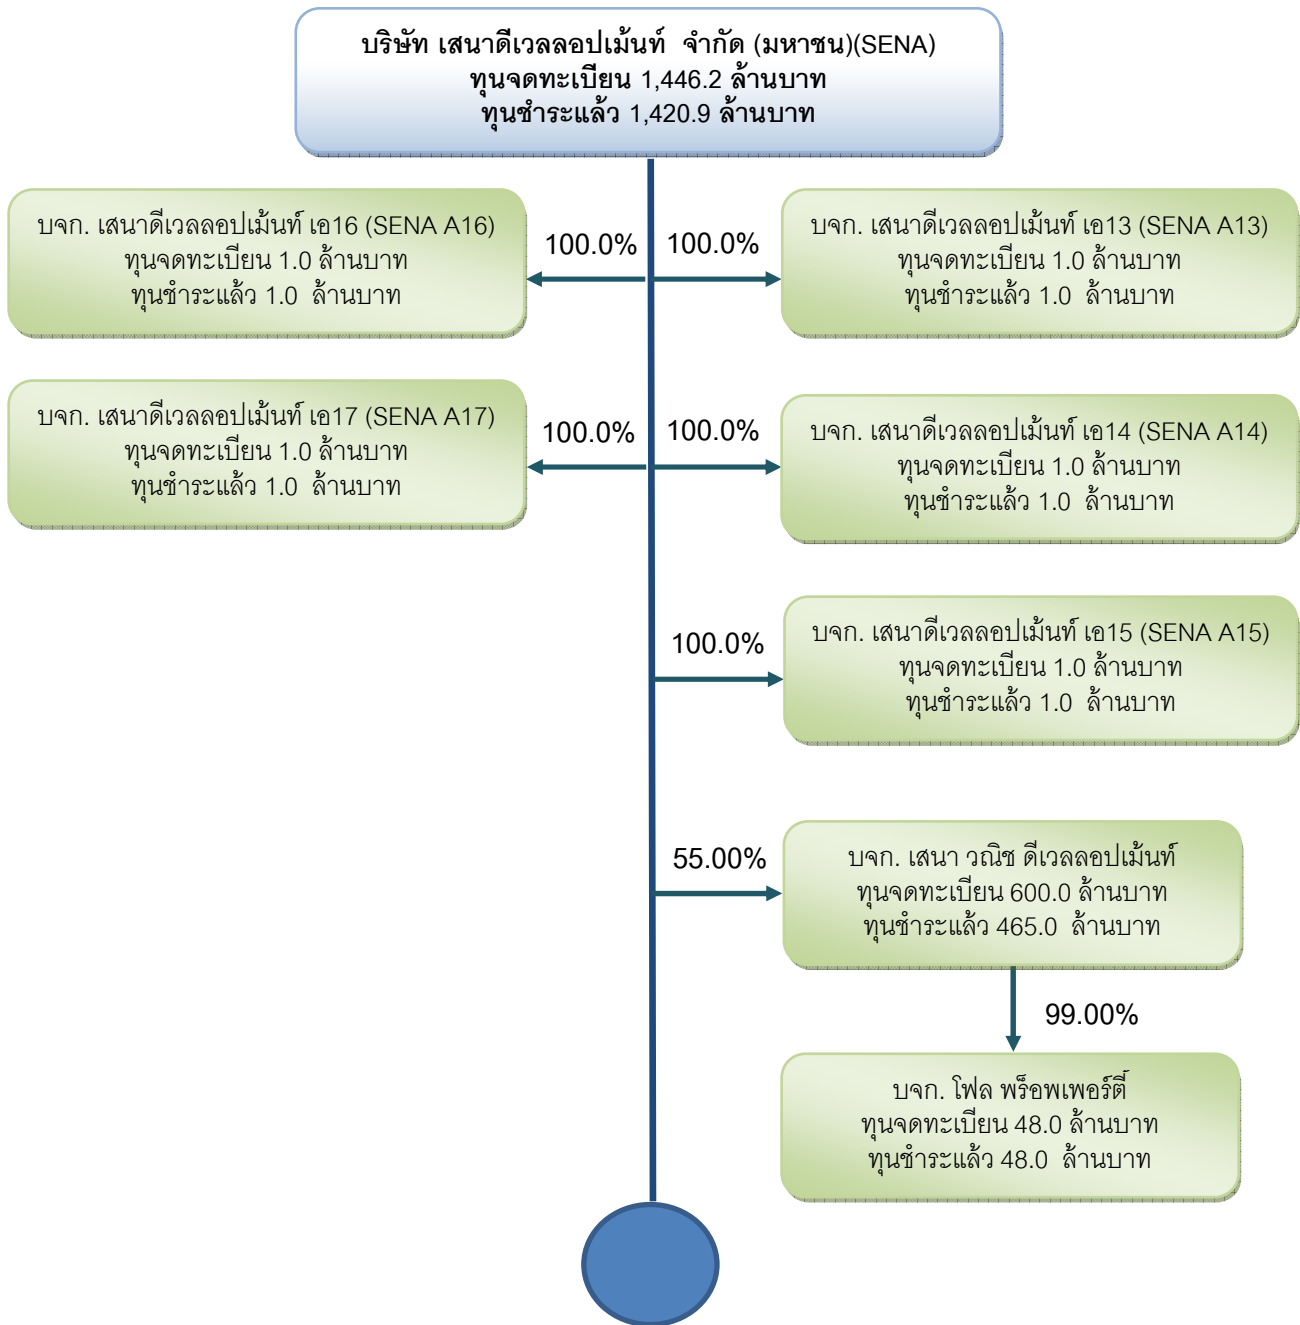 บริษัท เสนาดีเวลลอปเม้นท์ จำกัด (มหาชน)(SENA)
ทุนจดทะเบียน 1,446.2 ล้านบาท
ทุนชำระแล้ว 1,420.9 ล้านบาท
บจก. เสนาดีเวลลอปเม้นท์ เอ16 (SENA A16)
ทุนจดทะเบียน 1.0 ล้านบาท
ทุนชำระแล้ว 1.0 ล้านบาท
100.0%
100.0%
บจก. เสนาดีเวลลอปเม้นท์ เอ13 (SENA A13)
ทุนจดทะเบียน 1.0 ล้านบาท
ทุนชำระแล้ว 1.0 ล้านบาท
บจก. เสนาดีเวลลอปเม้นท์ เอ17 (SENA A17)
ทุนจดทะเบียน 1.0 ล้านบาท
ทุนชำระแล้ว 1.0 ล้านบาท
100.0%
100.0%
บจก. เสนาดีเวลลอปเม้นท์ เอ14 (SENA A14)
ทุนจดทะเบียน 1.0 ล้านบาท
ทุนชำระแล้ว 1.0 ล้านบาท
100.0%
บจก. เสนาดีเวลลอปเม้นท์ เอ15 (SENA A15)
ทุนจดทะเบียน 1.0 ล้านบาท
ทุนชำระแล้ว 1.0 ล้านบาท
55.00%
บจก. เสนา วณิช ดีเวลลอปเม้นท์
ทุนจดทะเบียน 600.0 ล้านบาท
ทุนชำระแล้ว 465.0 ล้านบาท
99.00%
บจก. โฟล พร็อพเพอร์ตี้
ทุนจดทะเบียน 48.0 ล้านบาท
ทุนชำระแล้ว 48.0 ล้านบาท